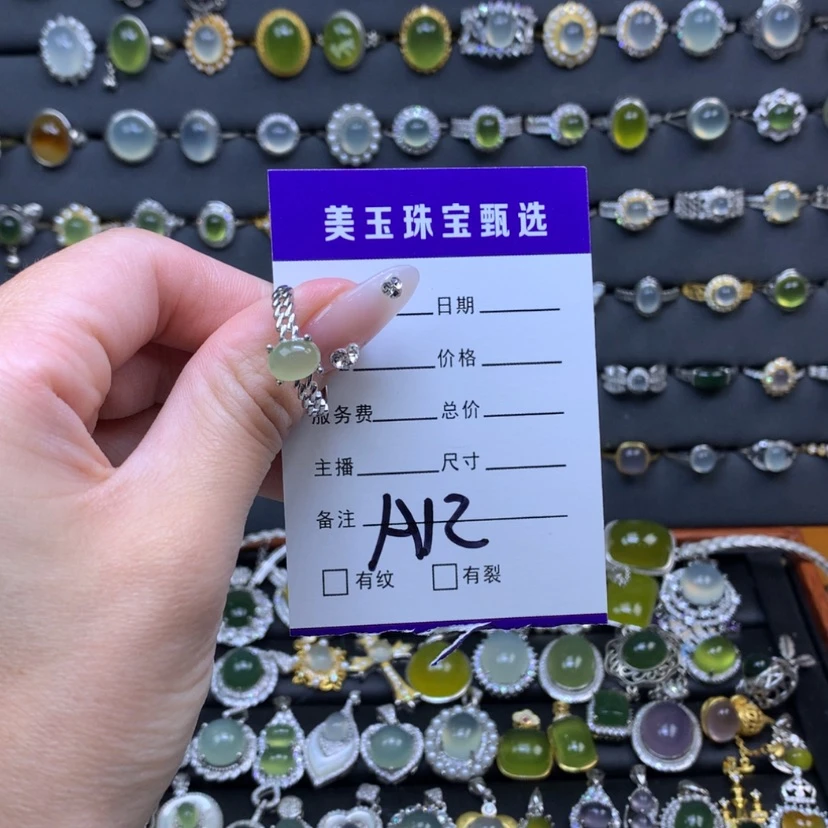 美玉珠宝甄选
日期
价格
服务费 总价
主播 尺寸
备注 A12
有纹 有裂